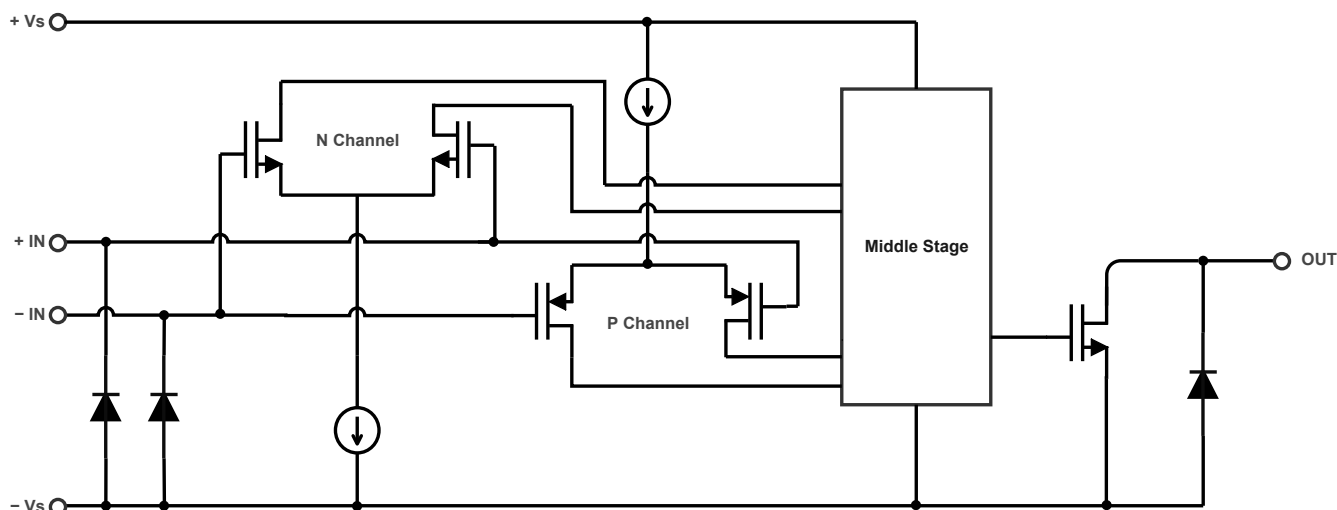 + Vs
N Channel
+ IN
Middle Stage
OUT
− IN
P Channel
− Vs